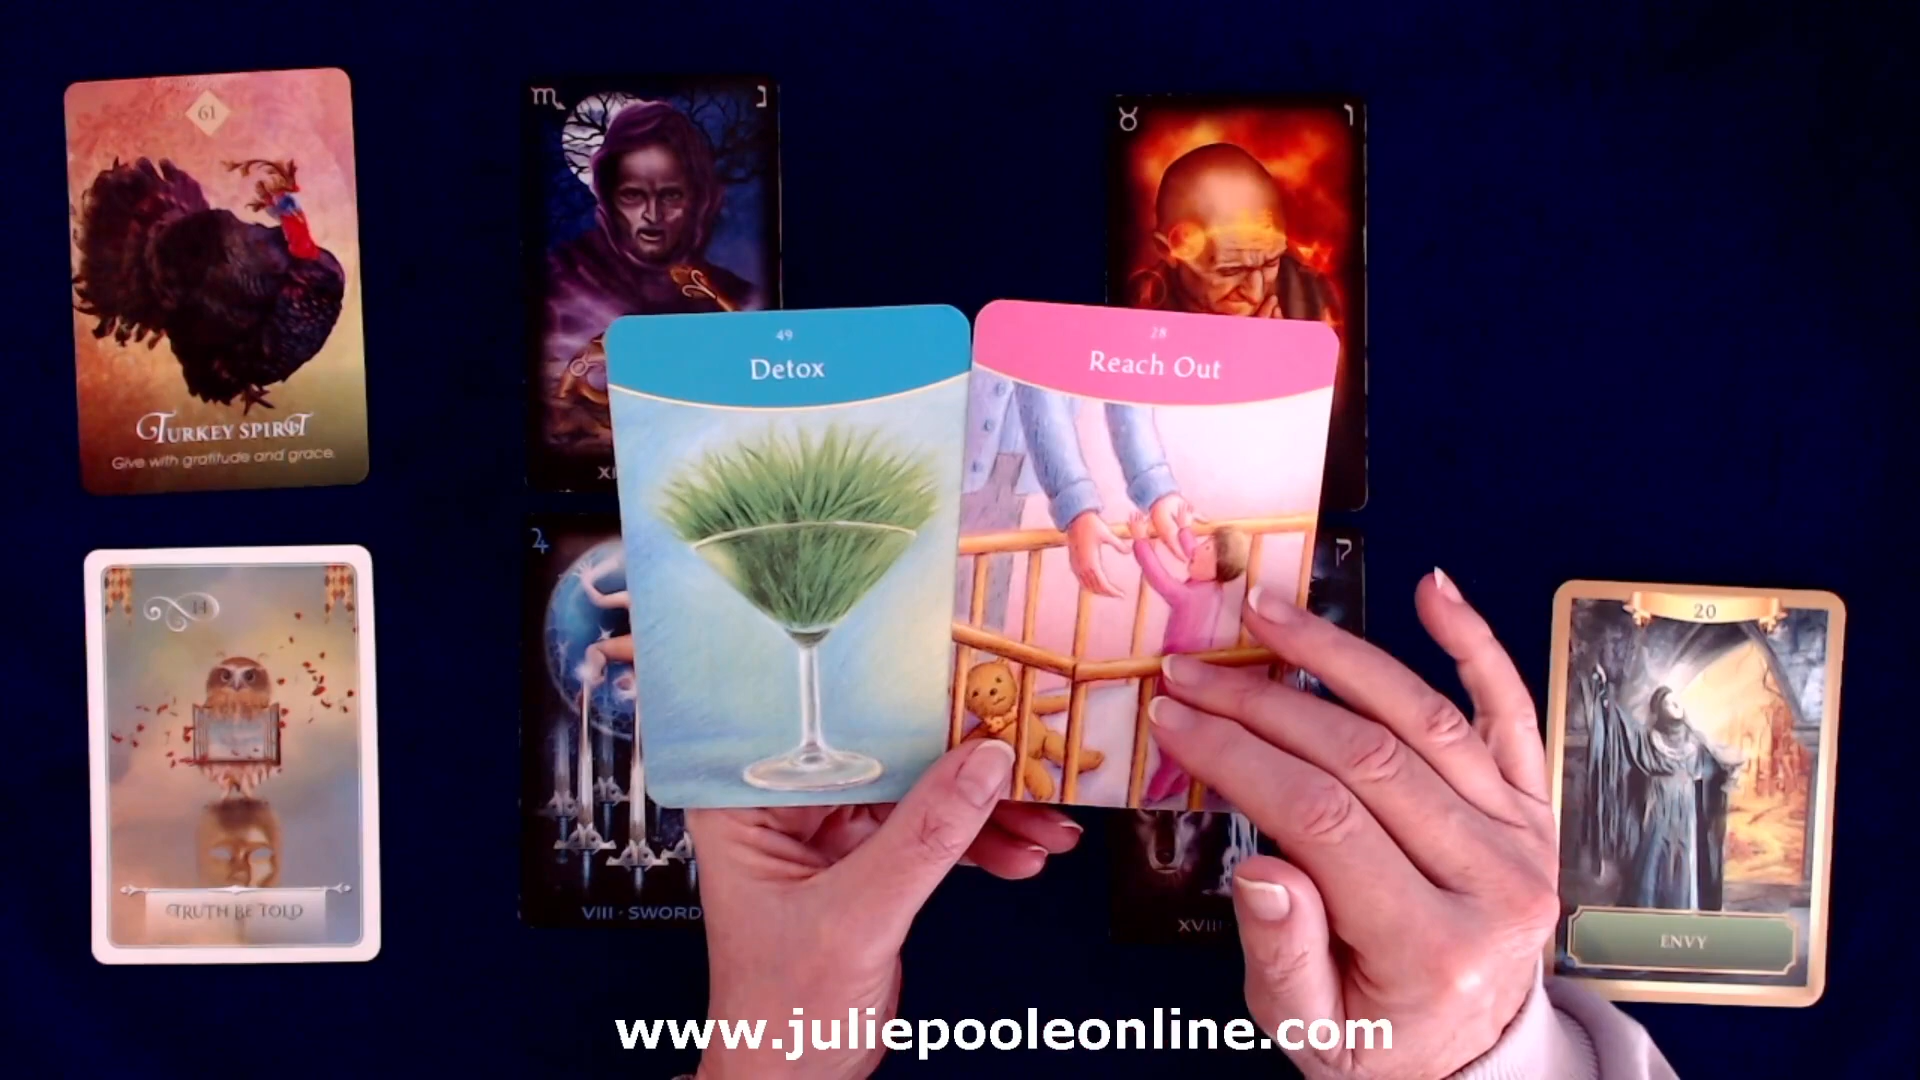 61
TURKEY SPIRIT
Give with gratitude and grace.
14
TRUTH BE TOLD
VIII · SWORD
49
Detox
28
Reach Out
XVIII
20
ENVY
www.juliepooleonline.com